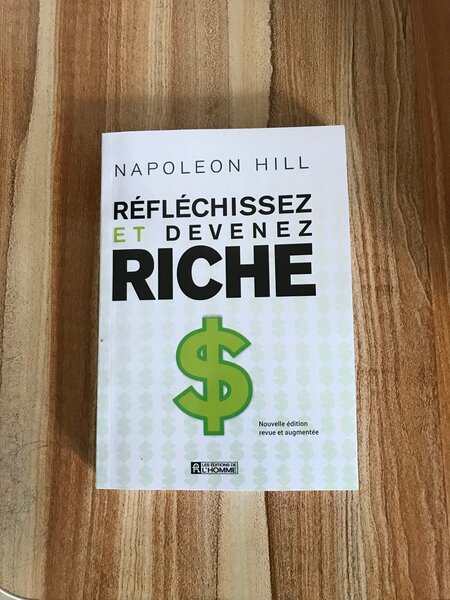 NAPOLEON HILL
RÉFLÉCHISSEZ
ET DEVENEZ
RICHE
$
Nouvelle édition
revue et augmentée
LES ÉDITIONS DE
L'HOMME